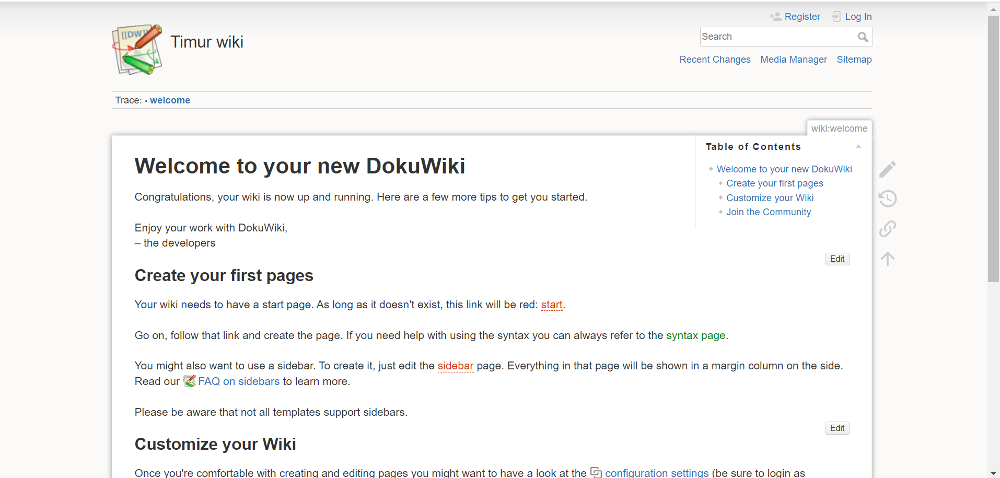 Register Log In
[[DW]]
Timur wiki
Search
Recent Changes Media Manager Sitemap
Trace: • welcome
wiki:welcome
Table of Contents
Welcome to your new DokuWiki
Create your first pages
Customize your Wiki
Join the Community
Welcome to your new DokuWiki
Congratulations, your wiki is now up and running. Here are a few more tips to get you started.
Enjoy your work with DokuWiki,
– the developers
Edit
Create your first pages
Your wiki needs to have a start page. As long as it doesn't exist, this link will be red: start.
Go on, follow that link and create the page. If you need help with using the syntax you can always refer to the syntax page.
You might also want to use a sidebar. To create it, just edit the sidebar page. Everything in that page will be shown in a margin column on the side.
Read our FAQ on sidebars to learn more.
Please be aware that not all templates support sidebars.
Edit
Customize your Wiki
Once you're comfortable with creating and editing pages you might want to have a look at the configuration settings (be sure to login as